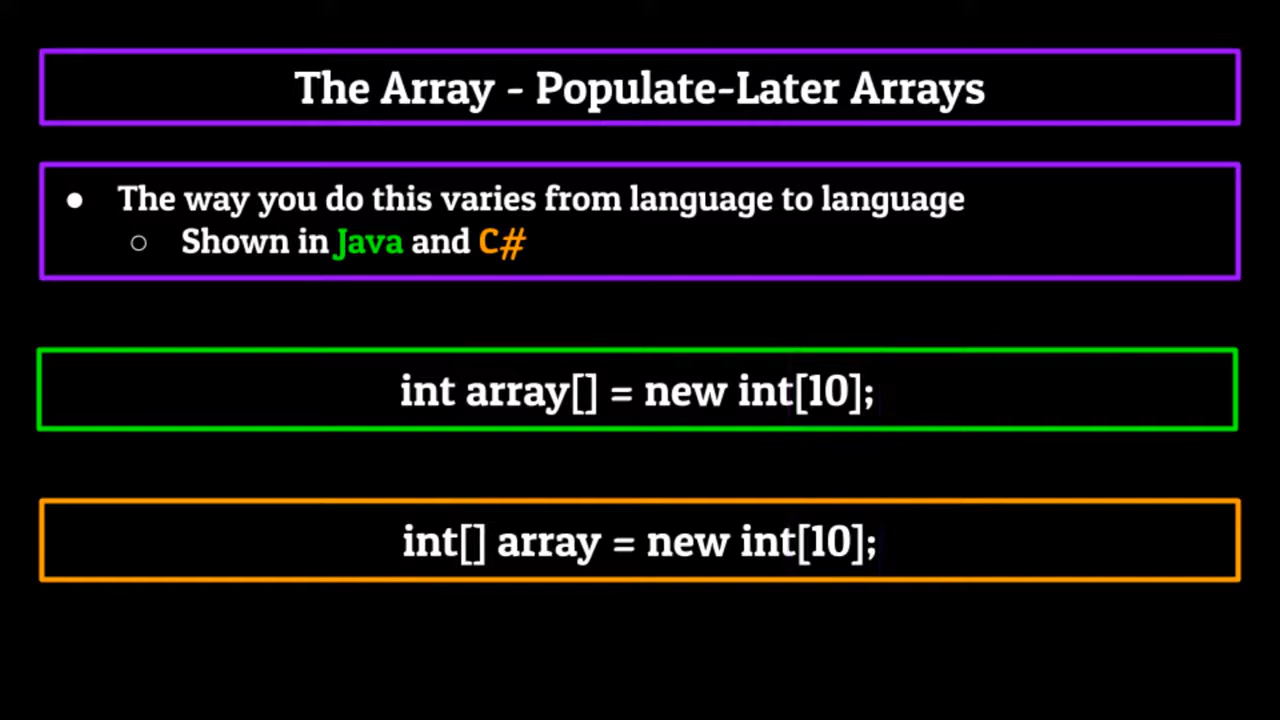 The Array - Populate-Later Arrays
● The way you do this varies from language to language
○ Shown in Java and C#
int array[] = new int[10];
int[] array = new int[10];